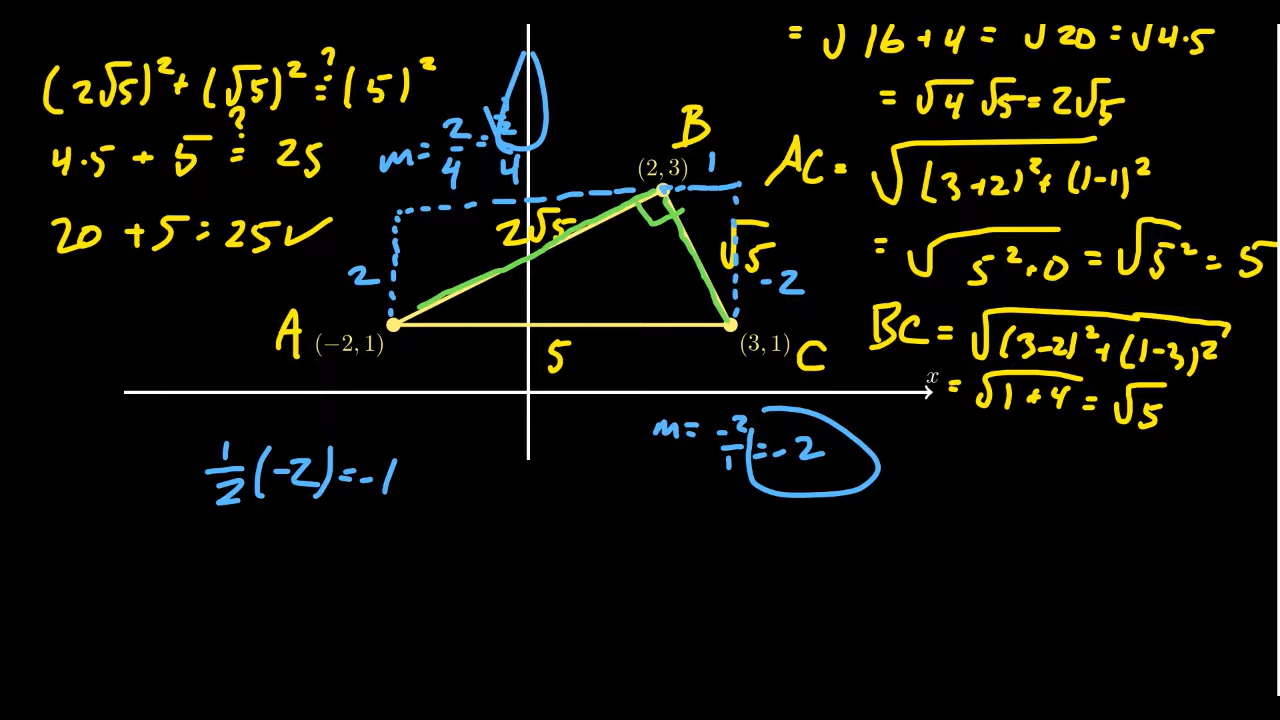 (2√5)² + (√5)² ≟ (5)²
4·5 + 5 ≟ 25
20 + 5 = 25 ✓
= √16 + 4 = √20 = √4·5
= √4 √5 = 2√5
AC = √(3+2)² + (1-1)²
= √5² + 0 = √5² = 5
BC = √(3-2)² + (1-3)²
= √1 + 4 = √5
m = 2/4 =
B
(2, 3)
1
2√5
√5
2
-2
A
(−2, 1)
(3, 1)
C
5
x
m = -2/1 = -2
1/2 (-2) = -1